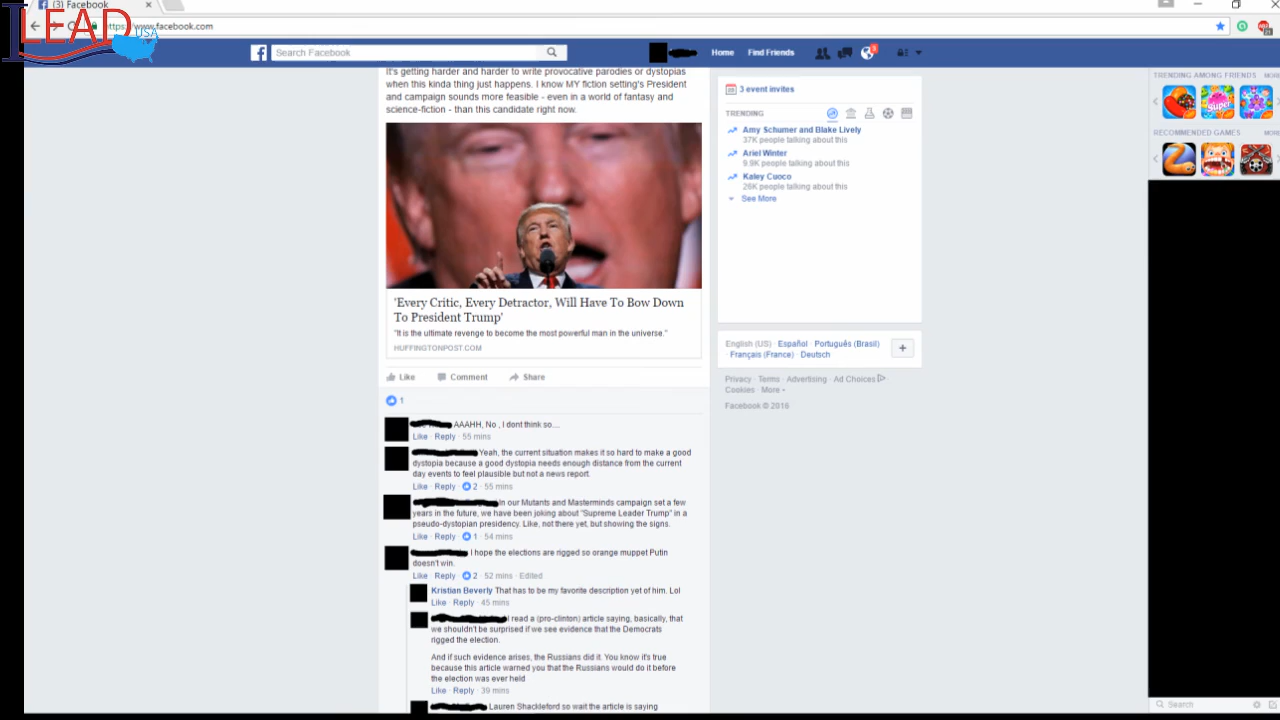 (3) Facebook
https://www.facebook.com
I LEAD USA
Search Facebook
Home Find Friends
It's getting harder and harder to write provocative parodies or dystopias
when this kinda thing just happens. I know MY fiction setting's President
and campaign sounds more feasible - even in a world of fantasy and
science-fiction - than this candidate right now.
'Every Critic, Every Detractor, Will Have To Bow Down
To President Trump'
"It is the ultimate revenge to become the most powerful man in the universe."
HUFFINGTONPOST.COM
Like Comment Share
1
AAAHH, No , I dont think so....
Like · Reply · 55 mins
Yeah, the current situation makes it so hard to make a good
dystopia because a good dystopia needs enough distance from the current
day events to feel plausible but not a news report.
Like · Reply · 2 · 55 mins
In our Mutants and Masterminds campaign set a few
years in the future, we have been joking about "Supreme Leader Trump" in a
pseudo-dystopian presidency. Like, not there yet, but showing the signs.
Like · Reply · 1 · 54 mins
I hope the elections are rigged so orange muppet Putin
doesn't win.
Like · Reply · 2 · 52 mins · Edited
Kristian Beverly That has to be my favorite description yet of him. Lol
Like · Reply · 45 mins
I read a (pro-clinton) article saying, basically, that
we shouldn't be surprised if we see evidence that the Democrats
rigged the election.
And if such evidence arises, the Russians did it. You know it's true
because this article warned you that the Russians would do it before
the election was ever held
Like · Reply · 39 mins
Lauren Shackleford so wait the article is saying
3 event invites
TRENDING
Amy Schumer and Blake Lively
37K people talking about this
Ariel Winter
9.9K people talking about this
Kaley Cuoco
26K people talking about this
See More
English (US) · Español · Português (Brasil)
· Français (France) · Deutsch
Privacy · Terms · Advertising · Ad Choices
Cookies · More
Facebook © 2016
TRENDING AMONG FRIENDS MORE
Super
RECOMMENDED GAMES MORE
Search